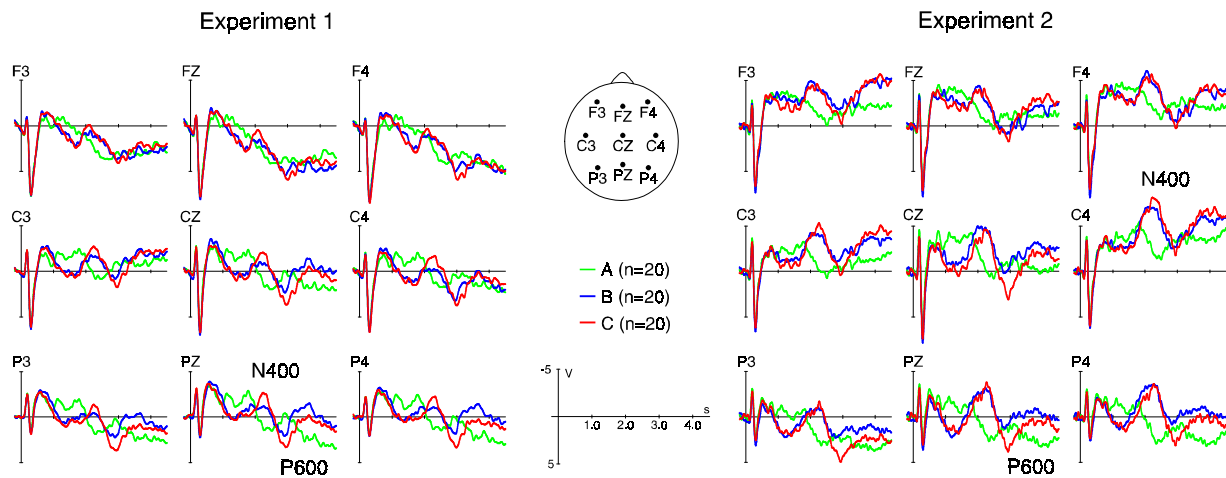 Experiment 1
Experiment 2
F3
FZ
F4
C3
CZ
C4
P3
PZ
P4
N400
P600
F3
FZ
F4
C3
CZ
C4
P3
PZ
P4
A (n=20)
B (n=20)
C (n=20)
-5
V
s
1.0
2.0
3.0
4.0
5
F3
FZ
F4
N400
C3
CZ
C4
P3
PZ
P4
P600